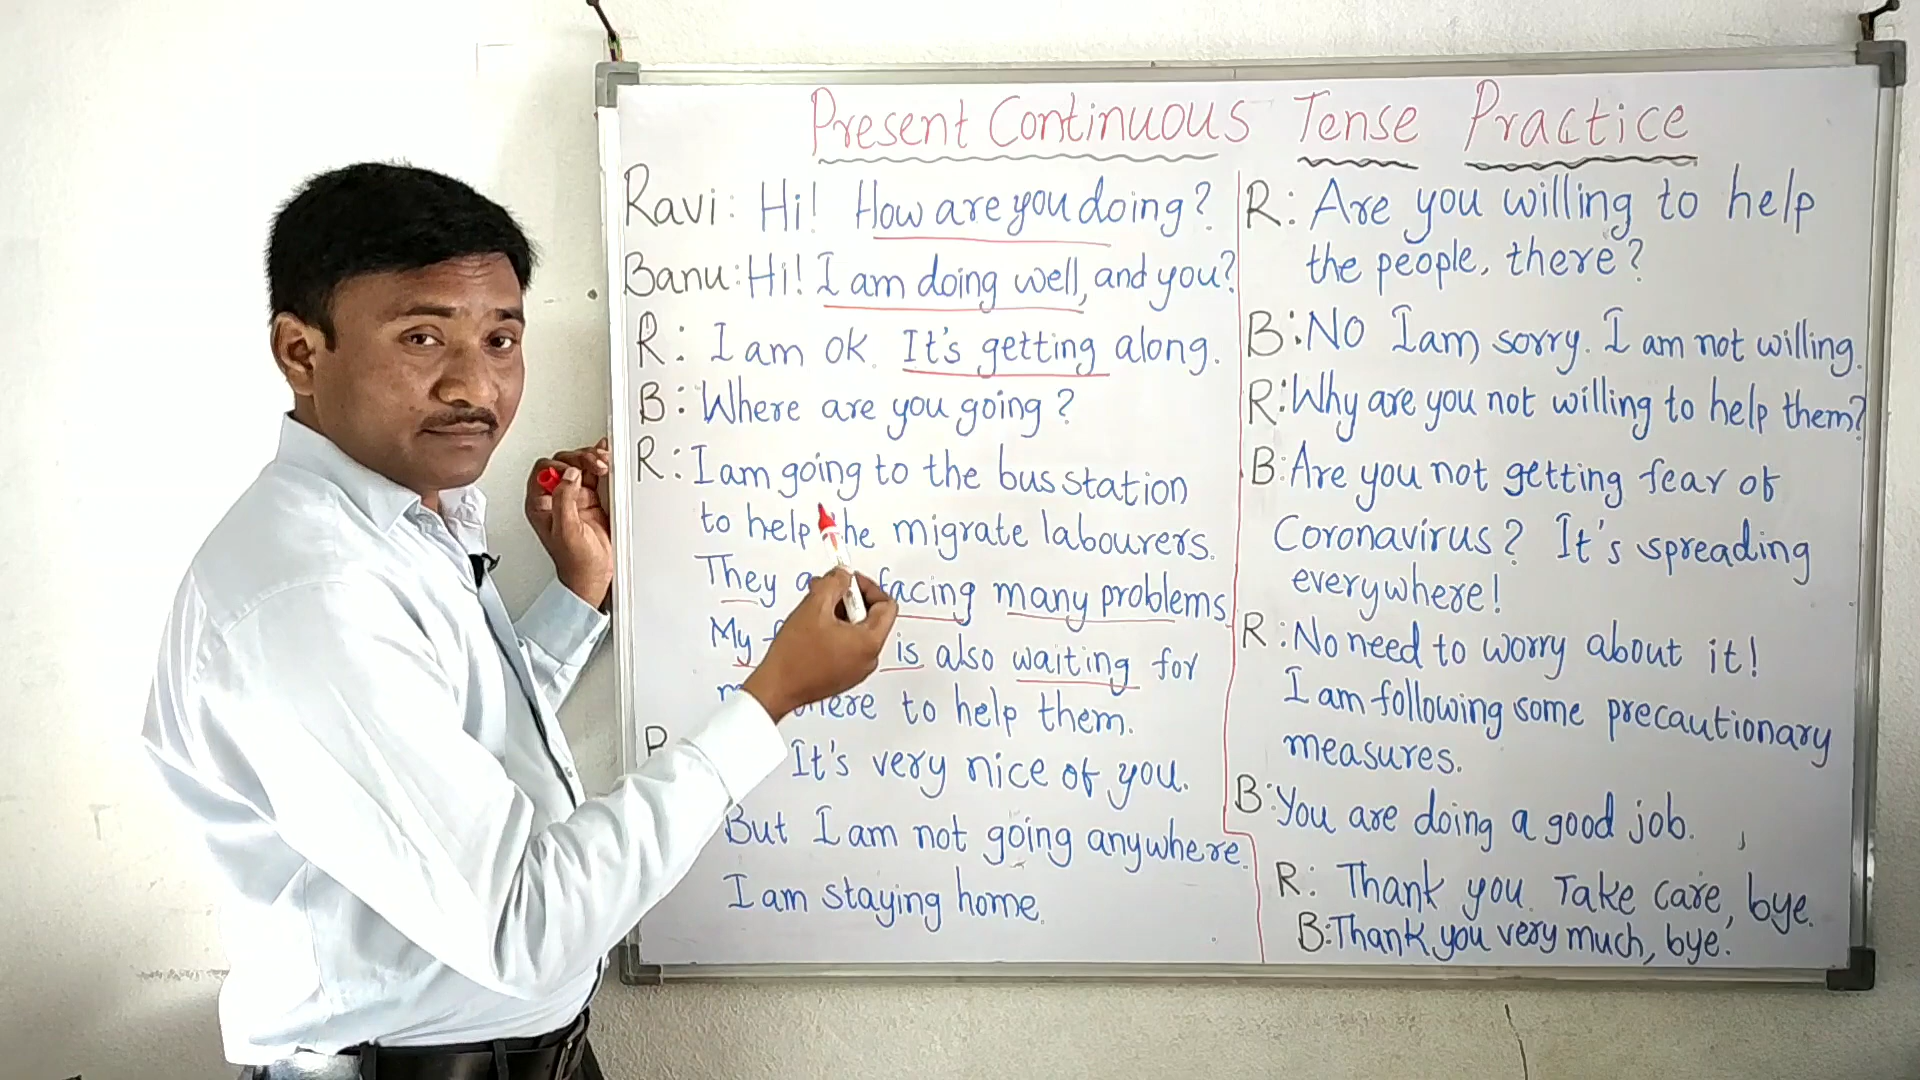 Present Continuous Tense Practice
Ravi: Hi! How are you doing?
Banu: Hi! I am doing well, and you?
R: I am ok. It's getting along.
B: Where are you going?
R: I am going to the bus station
to help the migrate labourers.
They facing many problems.
My is also waiting for
to help them.
It's very nice of you.
But I am not going anywhere.
I am staying home.
R: Are you willing to help
the people, there?
B: No I am sorry. I am not willing.
R: Why are you not willing to help them?
B: Are you not getting fear of
Coronavirus? It's spreading
everywhere!
R: No need to worry about it!
I am following some precautionary
measures.
B: You are doing a good job.
R: Thank you. Take care, bye.
B: Thank you very much, bye.